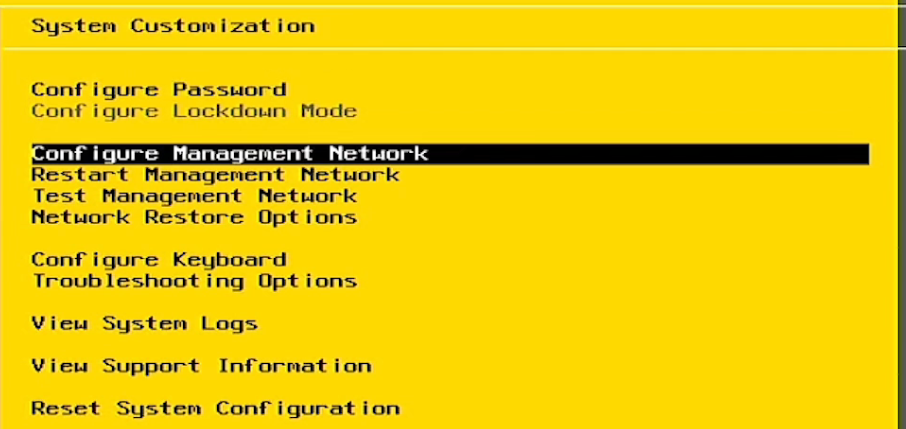 System Customization
Configure Password
Configure Lockdown Mode
Configure Management Network
Restart Management Network
Test Management Network
Network Restore Options
Configure Keyboard
Troubleshooting Options
View System Logs
View Support Information
Reset System Configuration